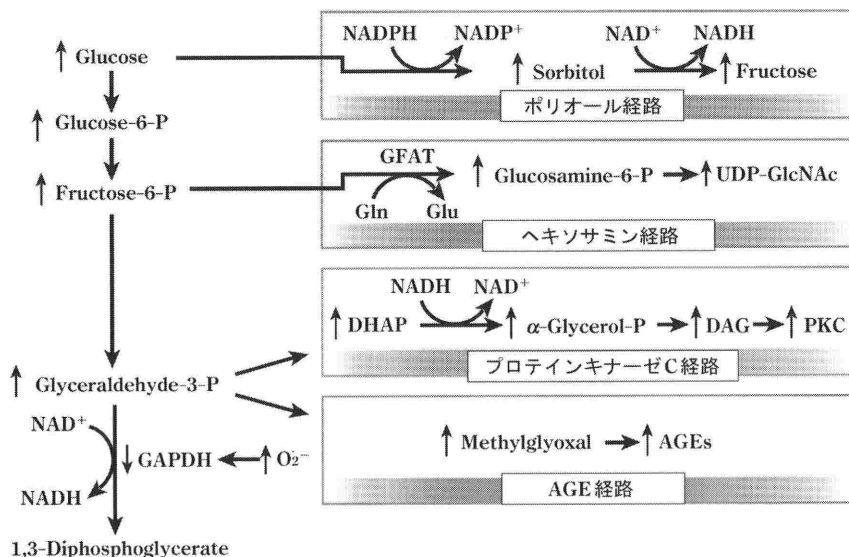 Glucose
Glucose-6-P
Fructose-6-P
Glyceraldehyde-3-P
NAD⁺
GAPDH
O₂·⁻
NADH
1,3-Diphosphoglycerate
NADPH
NADP⁺
NAD⁺
NADH
Sorbitol
Fructose
ポリオール経路
GFAT
Glucosamine-6-P
UDP-GlcNAc
Gln
Glu
ヘキソサミン経路
NADH
NAD⁺
DHAP
α-Glycerol-P
DAG
PKC
プロテインキナーゼC経路
Methylglyoxal
AGEs
AGE経路